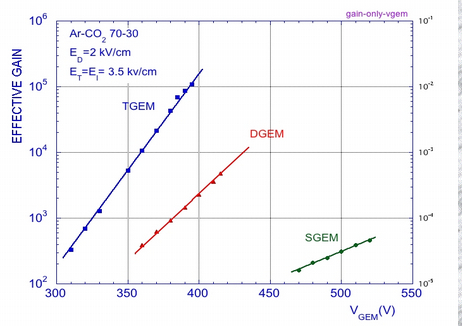 gain-only-vgem
Ar-CO2 70-30
ED=2 kV/cm
ET=EI= 3.5 kv/cm
EFFECTIVE GAIN
10^6
10^5
10^4
10^3
10^2
10^-1
10^-2
10^-3
10^-4
10^-5
TGEM
DGEM
SGEM
300 350 400 450 500 550
VGEM(V)